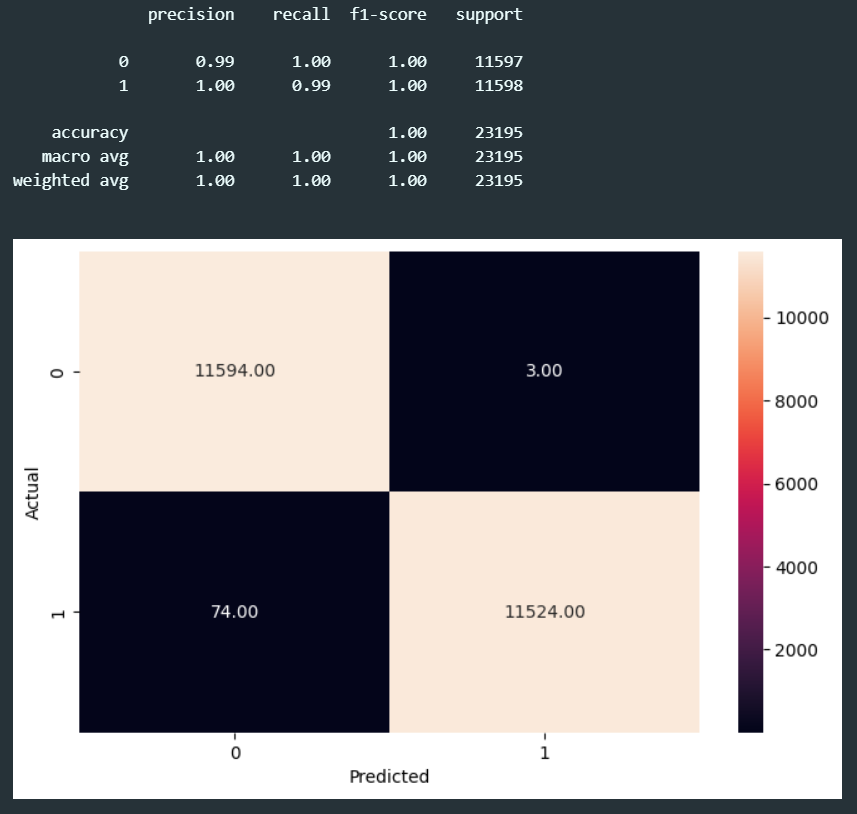 precision recall f1-score support
0 0.99 1.00 1.00 11597
1 1.00 0.99 1.00 11598
accuracy 1.00 23195
macro avg 1.00 1.00 1.00 23195
weighted avg 1.00 1.00 1.00 23195
11594.00 3.00
74.00 11524.00
0
1
Actual
0 1
Predicted
10000
8000
6000
4000
2000